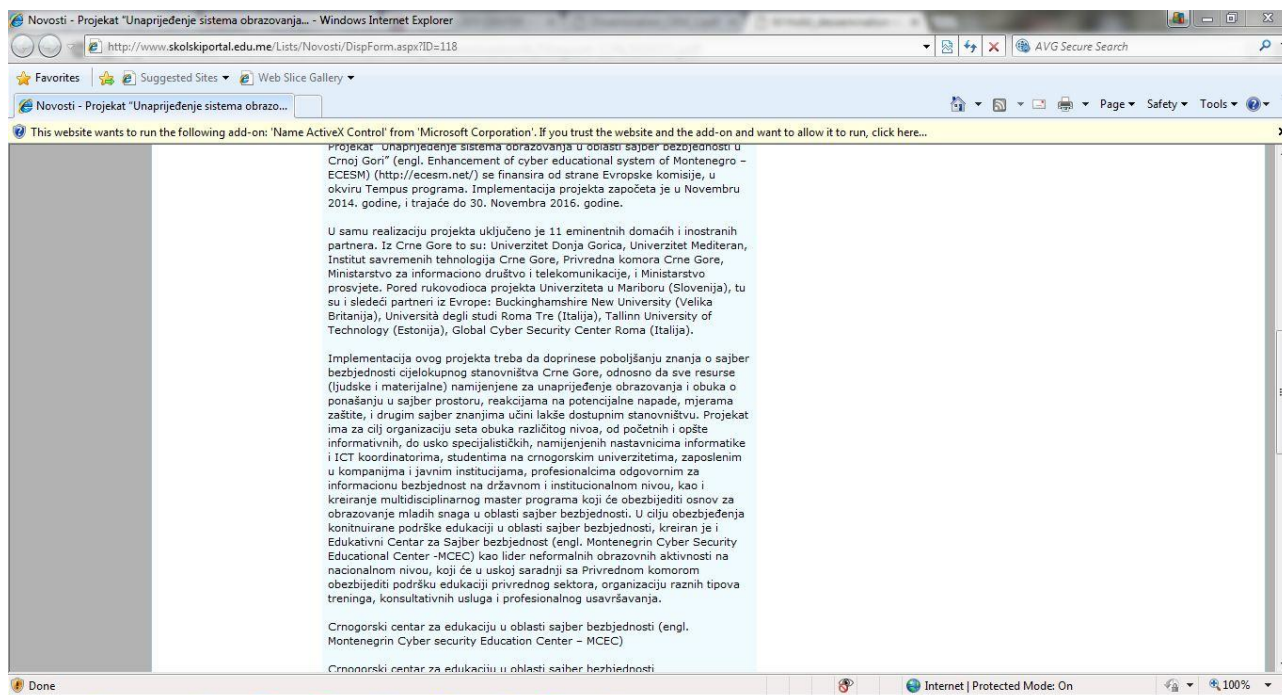 Novosti - Projekat "Unaprijeđenje sistema obrazovanja... - Windows Internet Explorer
http://www.skolskiportal.edu.me/Lists/Novosti/DispForm.aspx?ID=118
AVG Secure Search
Favorites Suggested Sites Web Slice Gallery
Novosti - Projekat "Unaprijeđenje sistema obrazo...
Page Safety Tools
This website wants to run the following add-on: 'Name ActiveX Control' from 'Microsoft Corporation'. If you trust the website and the add-on and want to allow it to run, click here...
Projekat "Unaprijeđenje sistema obrazovanja u oblasti sajber bezbjednosti u
Crnoj Gori" (engl. Enhancement of cyber educational system of Montenegro –
ECESM) (http://ecesm.net/) se finansira od strane Evropske komisije, u
okviru Tempus programa. Implementacija projekta započeta je u Novembru
2014. godine, i trajaće do 30. Novembra 2016. godine.
U samu realizaciju projekta uključeno je 11 eminentnih domaćih i inostranih
partnera. Iz Crne Gore to su: Univerzitet Donja Gorica, Univerzitet Mediteran,
Institut savremenih tehnologija Crne Gore, Privredna komora Crne Gore,
Ministarstvo za informaciono društvo i telekomunikacije, i Ministarstvo
prosvjete. Pored rukovodioca projekta Univerziteta u Mariboru (Slovenija), tu
su i sledeći partneri iz Evrope: Buckinghamshire New University (Velika
Britanija), Università degli studi Roma Tre (Italija), Tallinn University of
Technology (Estonija), Global Cyber Security Center Roma (Italija).
Implementacija ovog projekta treba da doprinese poboljšanju znanja o sajber
bezbjednosti cijelokupnog stanovništva Crne Gore, odnosno da sve resurse
(ljudske i materijalne) namijenjene za unaprijeđenje obrazovanja i obuka o
ponašanju u sajber prostoru, reakcijama na potencijalne napade, mjerama
zaštite, i drugim sajber znanjima učini lakše dostupnim stanovništvu. Projekat
ima za cilj organizaciju seta obuka različitog nivoa, od početnih i opšte
informativnih, do usko specijalističkih, namijenjenih nastavnicima informatike
i ICT koordinatorima, studentima na crnogorskim univerzitetima, zaposlenim
u kompanijma i javnim institucijama, profesionalcima odgovornim za
informacionu bezbjednost na državnom i institucionalnom nivou, kao i
kreiranje multidisciplinarnog master programa koji će obezbijediti osnov za
obrazovanje mladih snaga u oblasti sajber bezbjednosti. U cilju obezbjeđenja
konitnuirane podrške edukaciji u oblasti sajber bezbjednosti, kreiran je i
Edukativni Centar za Sajber bezbjednost (engl. Montenegrin Cyber Security
Educational Center -MCEC) kao lider neformalnih obrazovnih aktivnosti na
nacionalnom nivou, koji će u uskoj saradnji sa Privrednom komorom
obezbijediti podršku edukaciji privrednog sektora, organizaciju raznih tipova
treninga, konsultativnih usluga i profesionalnog usavršavanja.
Crnogorski centar za edukaciju u oblasti sajber bezbjednosti (engl.
Montenegrin Cyber security Education Center – MCEC)
Crnogorski centar za edukaciju u oblasti sajber bezbjednosti
Done
Internet | Protected Mode: On
100%